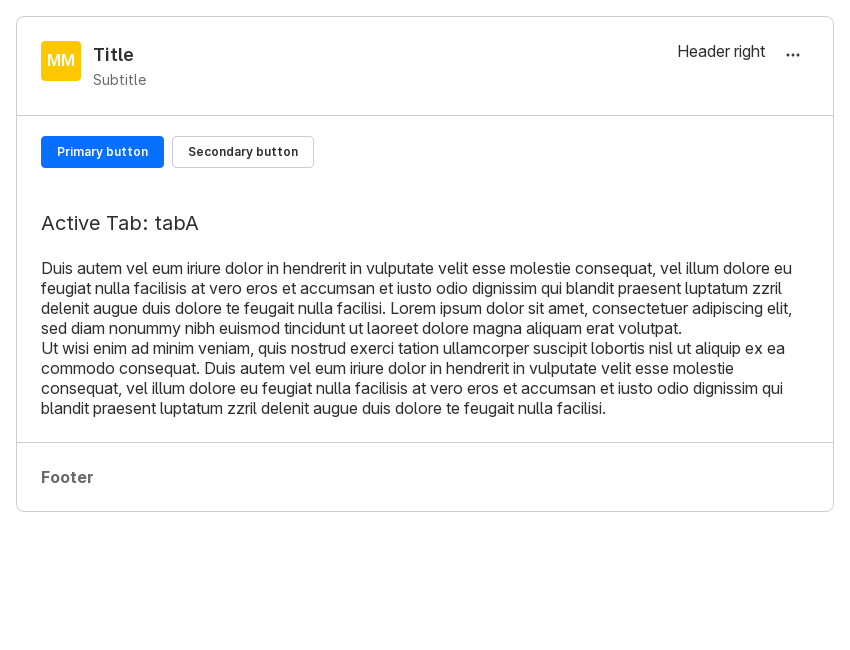 MM
Title
Subtitle
Header right
Primary button
Secondary button
Active Tab: tabA
Duis autem vel eum iriure dolor in hendrerit in vulputate velit esse molestie consequat, vel illum dolore eu
feugiat nulla facilisis at vero eros et accumsan et iusto odio dignissim qui blandit praesent luptatum zzril
delenit augue duis dolore te feugait nulla facilisi. Lorem ipsum dolor sit amet, consectetuer adipiscing elit,
sed diam nonummy nibh euismod tincidunt ut laoreet dolore magna aliquam erat volutpat.
Ut wisi enim ad minim veniam, quis nostrud exerci tation ullamcorper suscipit lobortis nisl ut aliquip ex ea
commodo consequat. Duis autem vel eum iriure dolor in hendrerit in vulputate velit esse molestie
consequat, vel illum dolore eu feugiat nulla facilisis at vero eros et accumsan et iusto odio dignissim qui
blandit praesent luptatum zzril delenit augue duis dolore te feugait nulla facilisi.
Footer